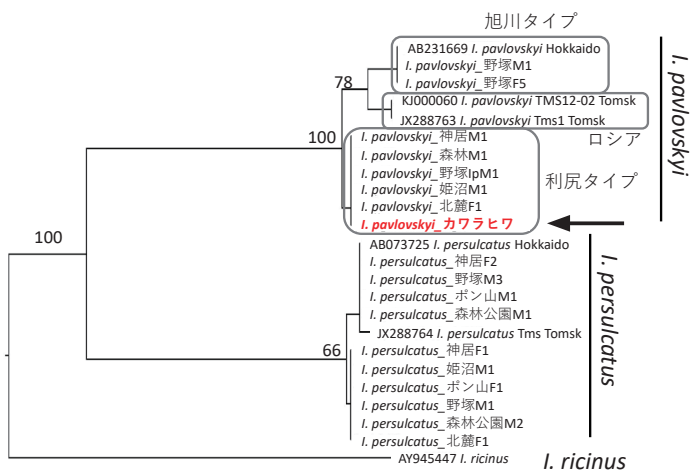 旭川タイプ
AB231669 I. pavlovskyi Hokkaido
I. pavlovskyi_野塚M1
I. pavlovskyi_野塚F5
78
KJ000060 I. pavlovskyi TMS12-02 Tomsk
JX288763 I. pavlovskyi Tms1 Tomsk
ロシア
100
I. pavlovskyi_神居M1
I. pavlovskyi_森林M1
I. pavlovskyi_野塚IpM1
I. pavlovskyi_姫沼M1
I. pavlovskyi_北麓F1
I. pavlovskyi_カワラヒワ
利尻タイプ
I. pavlovskyi
100
AB073725 I. persulcatus Hokkaido
I. persulcatus_神居F2
I. persulcatus_野塚M3
I. persulcatus_ポン山M1
I. persulcatus_森林公園M1
JX288764 I. persulcatus Tms Tomsk
66
I. persulcatus_神居F1
I. persulcatus_姫沼M1
I. persulcatus_ポン山F1
I. persulcatus_野塚M1
I. persulcatus_森林公園M2
I. persulcatus_北麓F1
I. persulcatus
AY945447 I. ricinus
I. ricinus